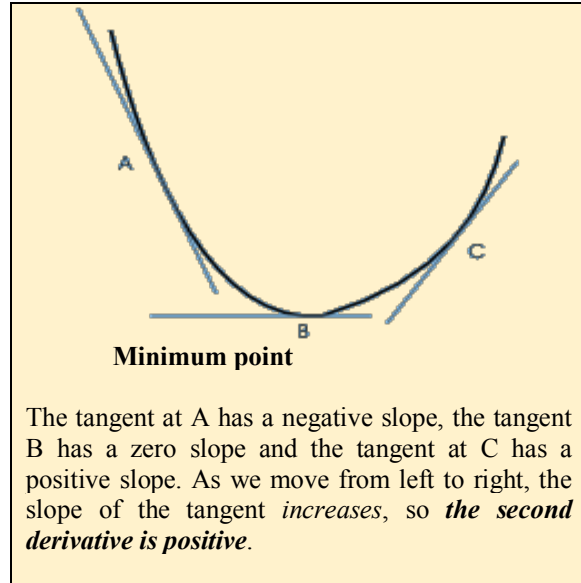 A
C
B
Minimum point
The tangent at A has a negative slope, the tangent
B has a zero slope and the tangent at C has a
positive slope. As we move from left to right, the
slope of the tangent increases, so the second
derivative is positive.